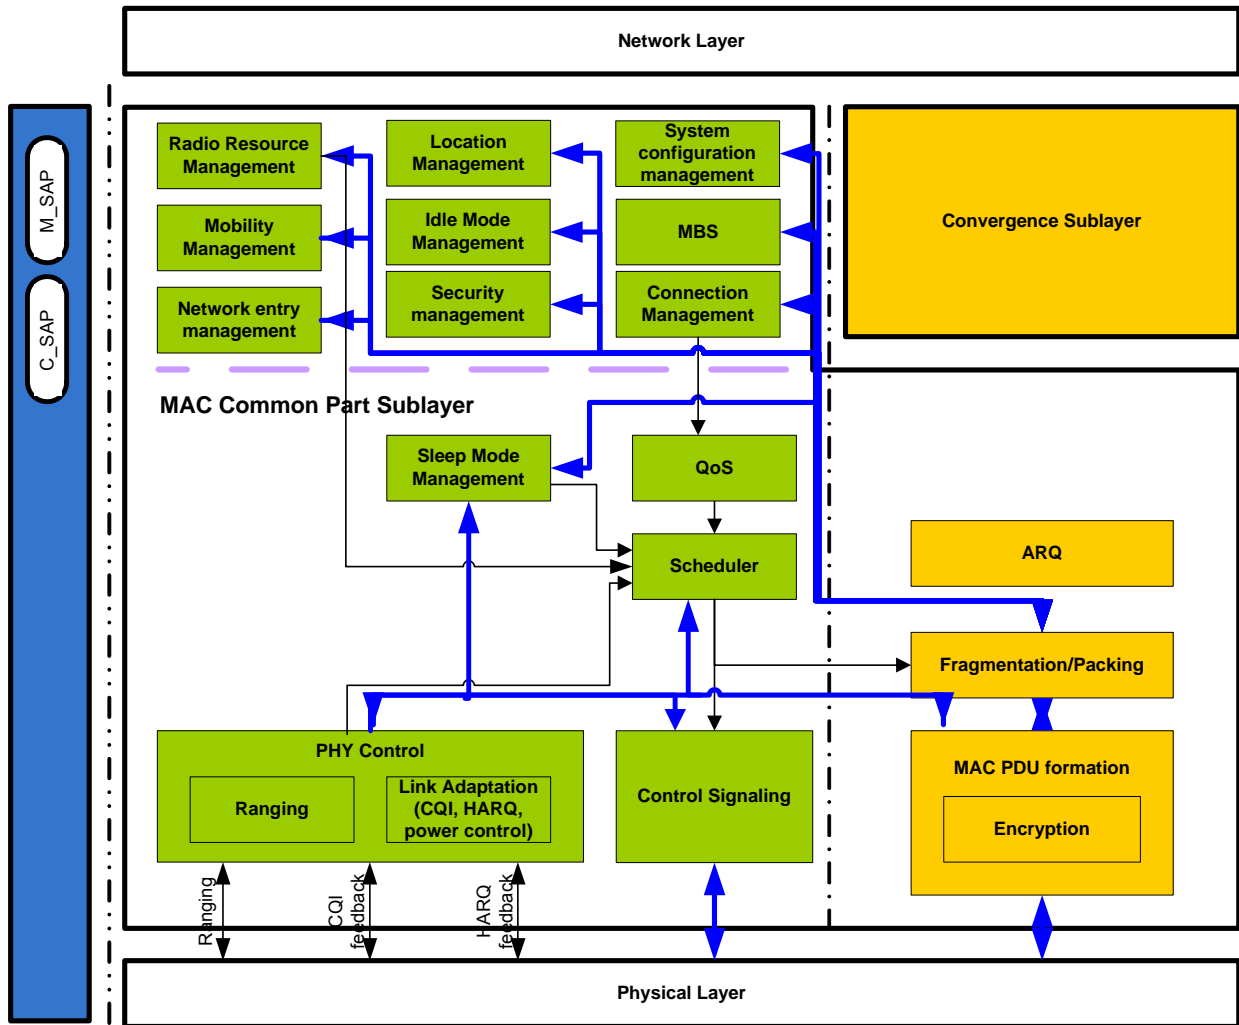 Network Layer
M_SAP
C_SAP
Radio Resource
Management
Location
Management
System
configuration
management
Mobility
Management
Idle Mode
Management
MBS
Network entry
management
Security
management
Connection
Management
Convergence Sublayer
MAC Common Part Sublayer
Sleep Mode
Management
QoS
Scheduler
ARQ
Fragmentation/Packing
PHY Control
Ranging
Link Adaptation
(CQI, HARQ,
power control)
Control Signaling
MAC PDU formation
Encryption
Ranging
CQI
feedback
HARQ
feedback
Physical Layer